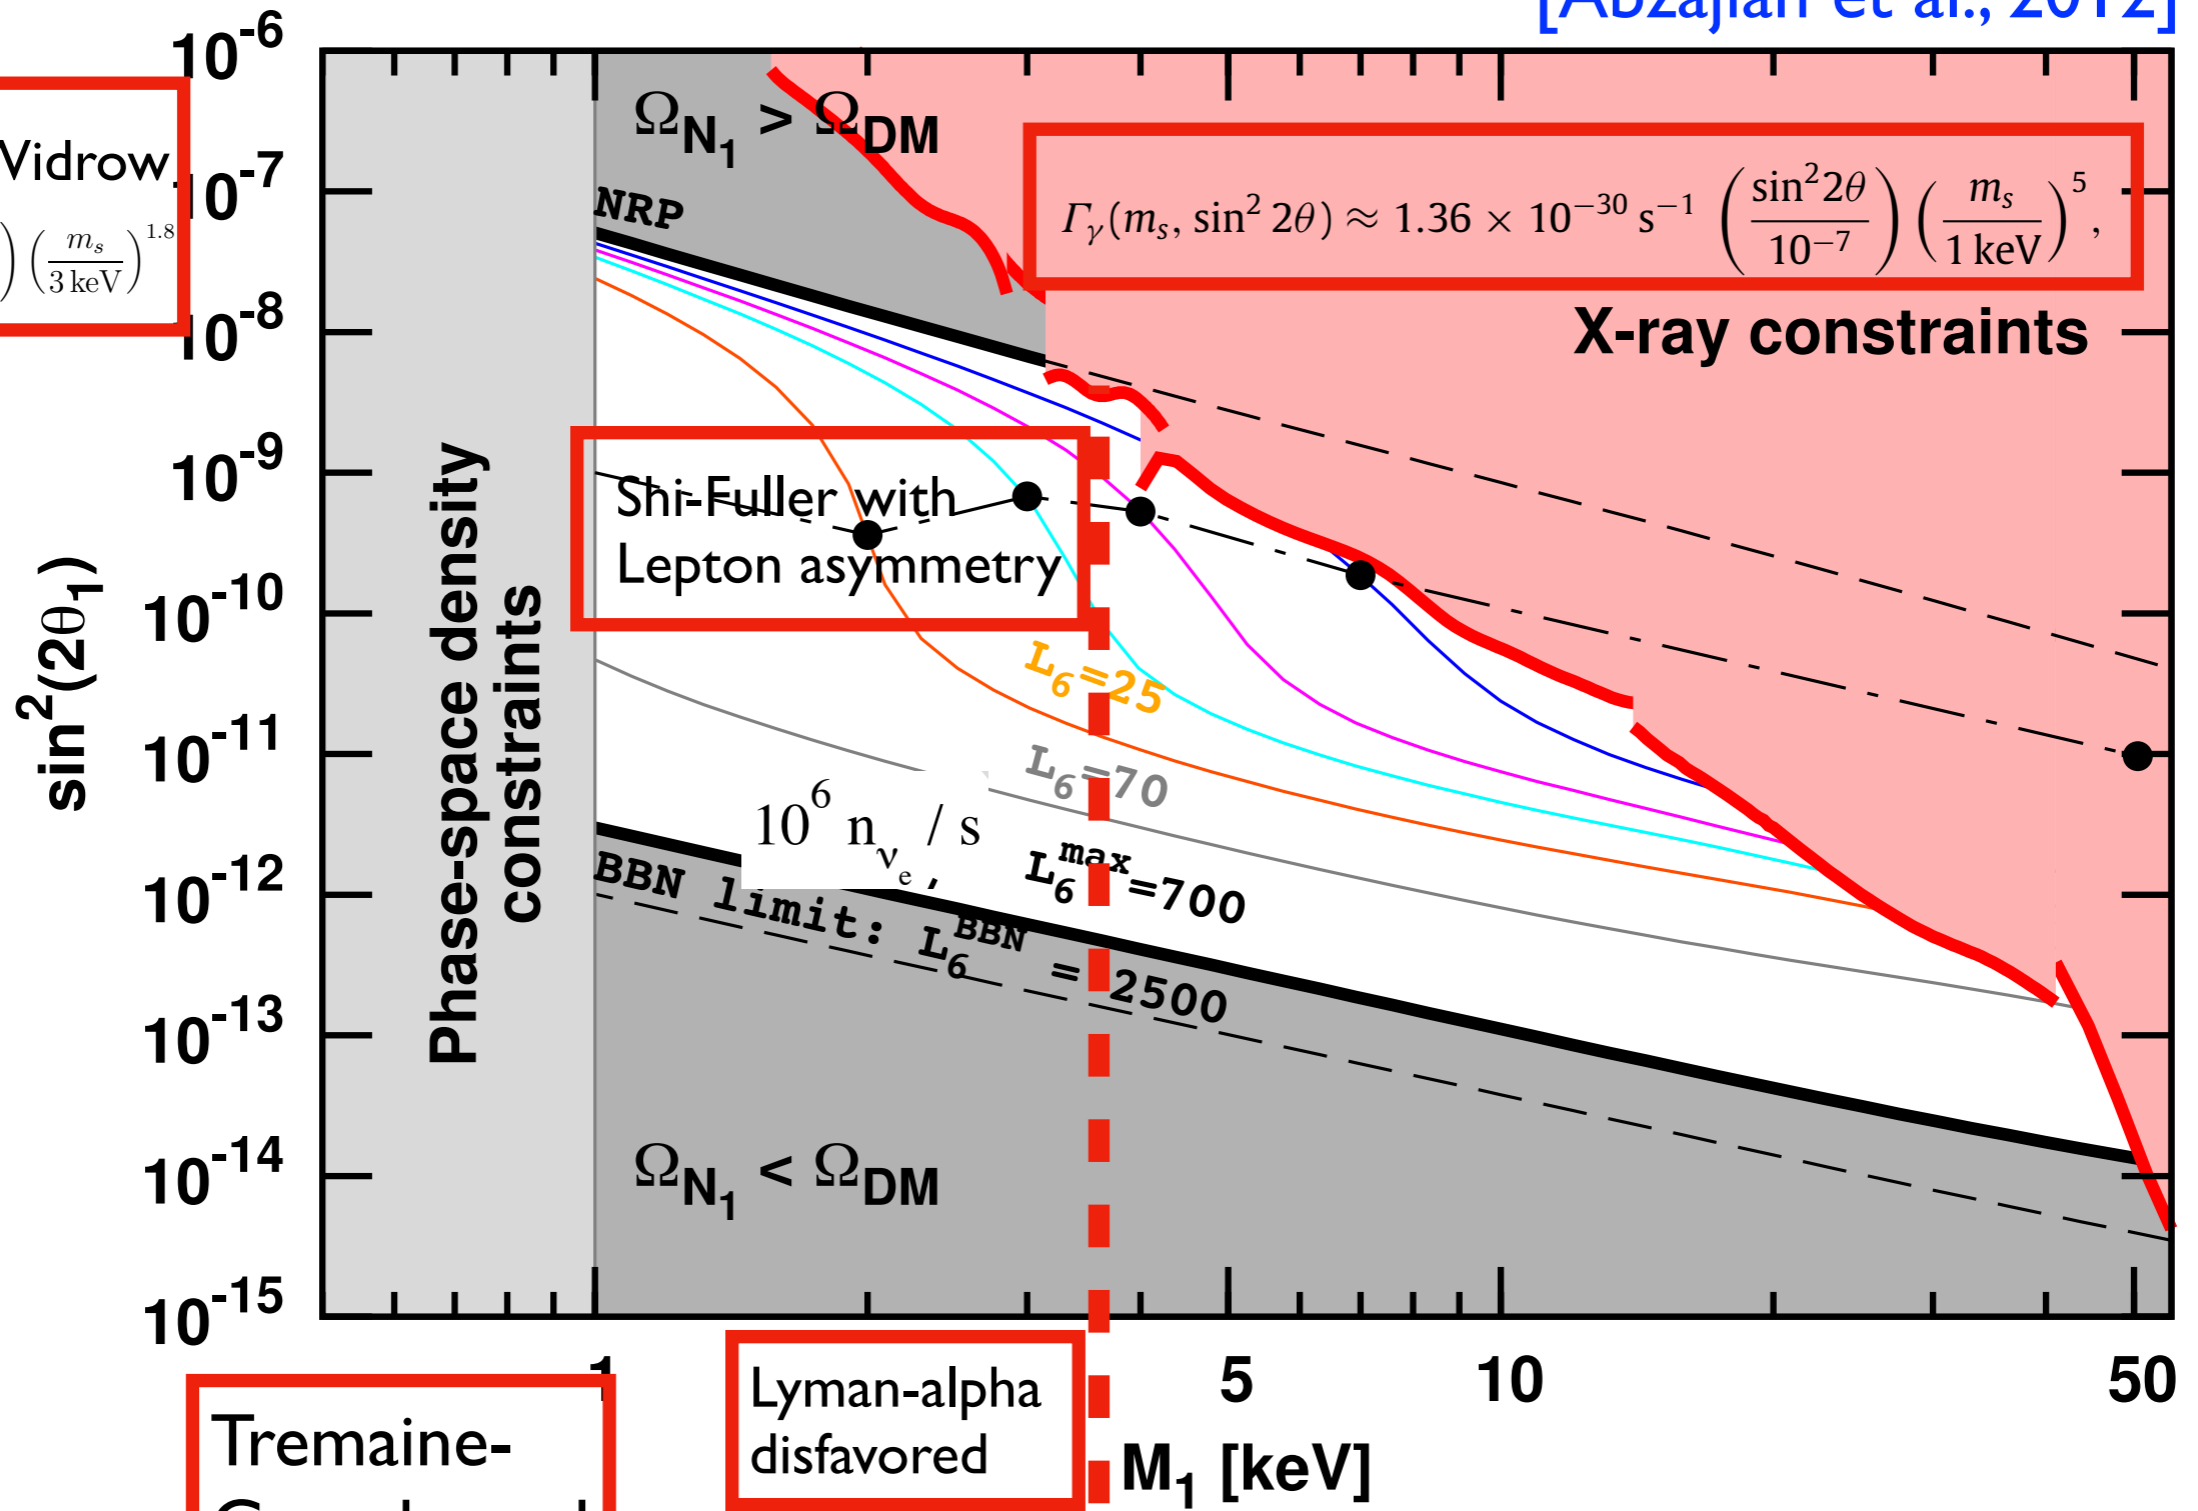 [Abzajian et al., 2012]
10^-6
10^-7
10^-8
10^-9
10^-10
10^-11
10^-12
10^-13
10^-14
10^-15
sin^2(2θ_1)
Vidrow
) (m_s / 3 keV)^1.8
Phase-space density
constraints
Ω_N_1 > Ω_DM
NRP
Γ_γ(m_s, sin^2 2θ) ≈ 1.36 × 10^−30 s^−1 (sin^2 2θ / 10^−7) (m_s / 1 keV)^5,
X-ray constraints
Shi-Fuller with
Lepton asymmetry
L_6=25
L_6=70
10^6 n_ν_e / s
,
L_6^max=700
BBN limit: L_6^BBN = 2500
Ω_N_1 < Ω_DM
1
5
10
50
M_1 [keV]
Lyman-alpha
disfavored
Tremaine-